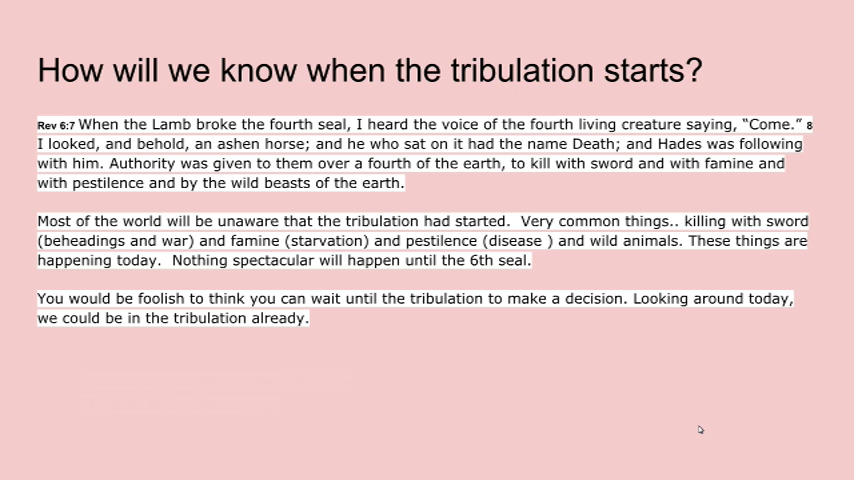 How will we know when the tribulation starts?
Rev 6:7 When the Lamb broke the fourth seal, I heard the voice of the fourth living creature saying, “Come.” 8
I looked, and behold, an ashen horse; and he who sat on it had the name Death; and Hades was following
with him. Authority was given to them over a fourth of the earth, to kill with sword and with famine and
with pestilence and by the wild beasts of the earth.
Most of the world will be unaware that the tribulation had started.  Very common things.. killing with sword
(beheadings and war) and famine (starvation) and pestilence (disease ) and wild animals. These things are
happening today.  Nothing spectacular will happen until the 6th seal.
You would be foolish to think you can wait until the tribulation to make a decision. Looking around today,
we could be in the tribulation already.